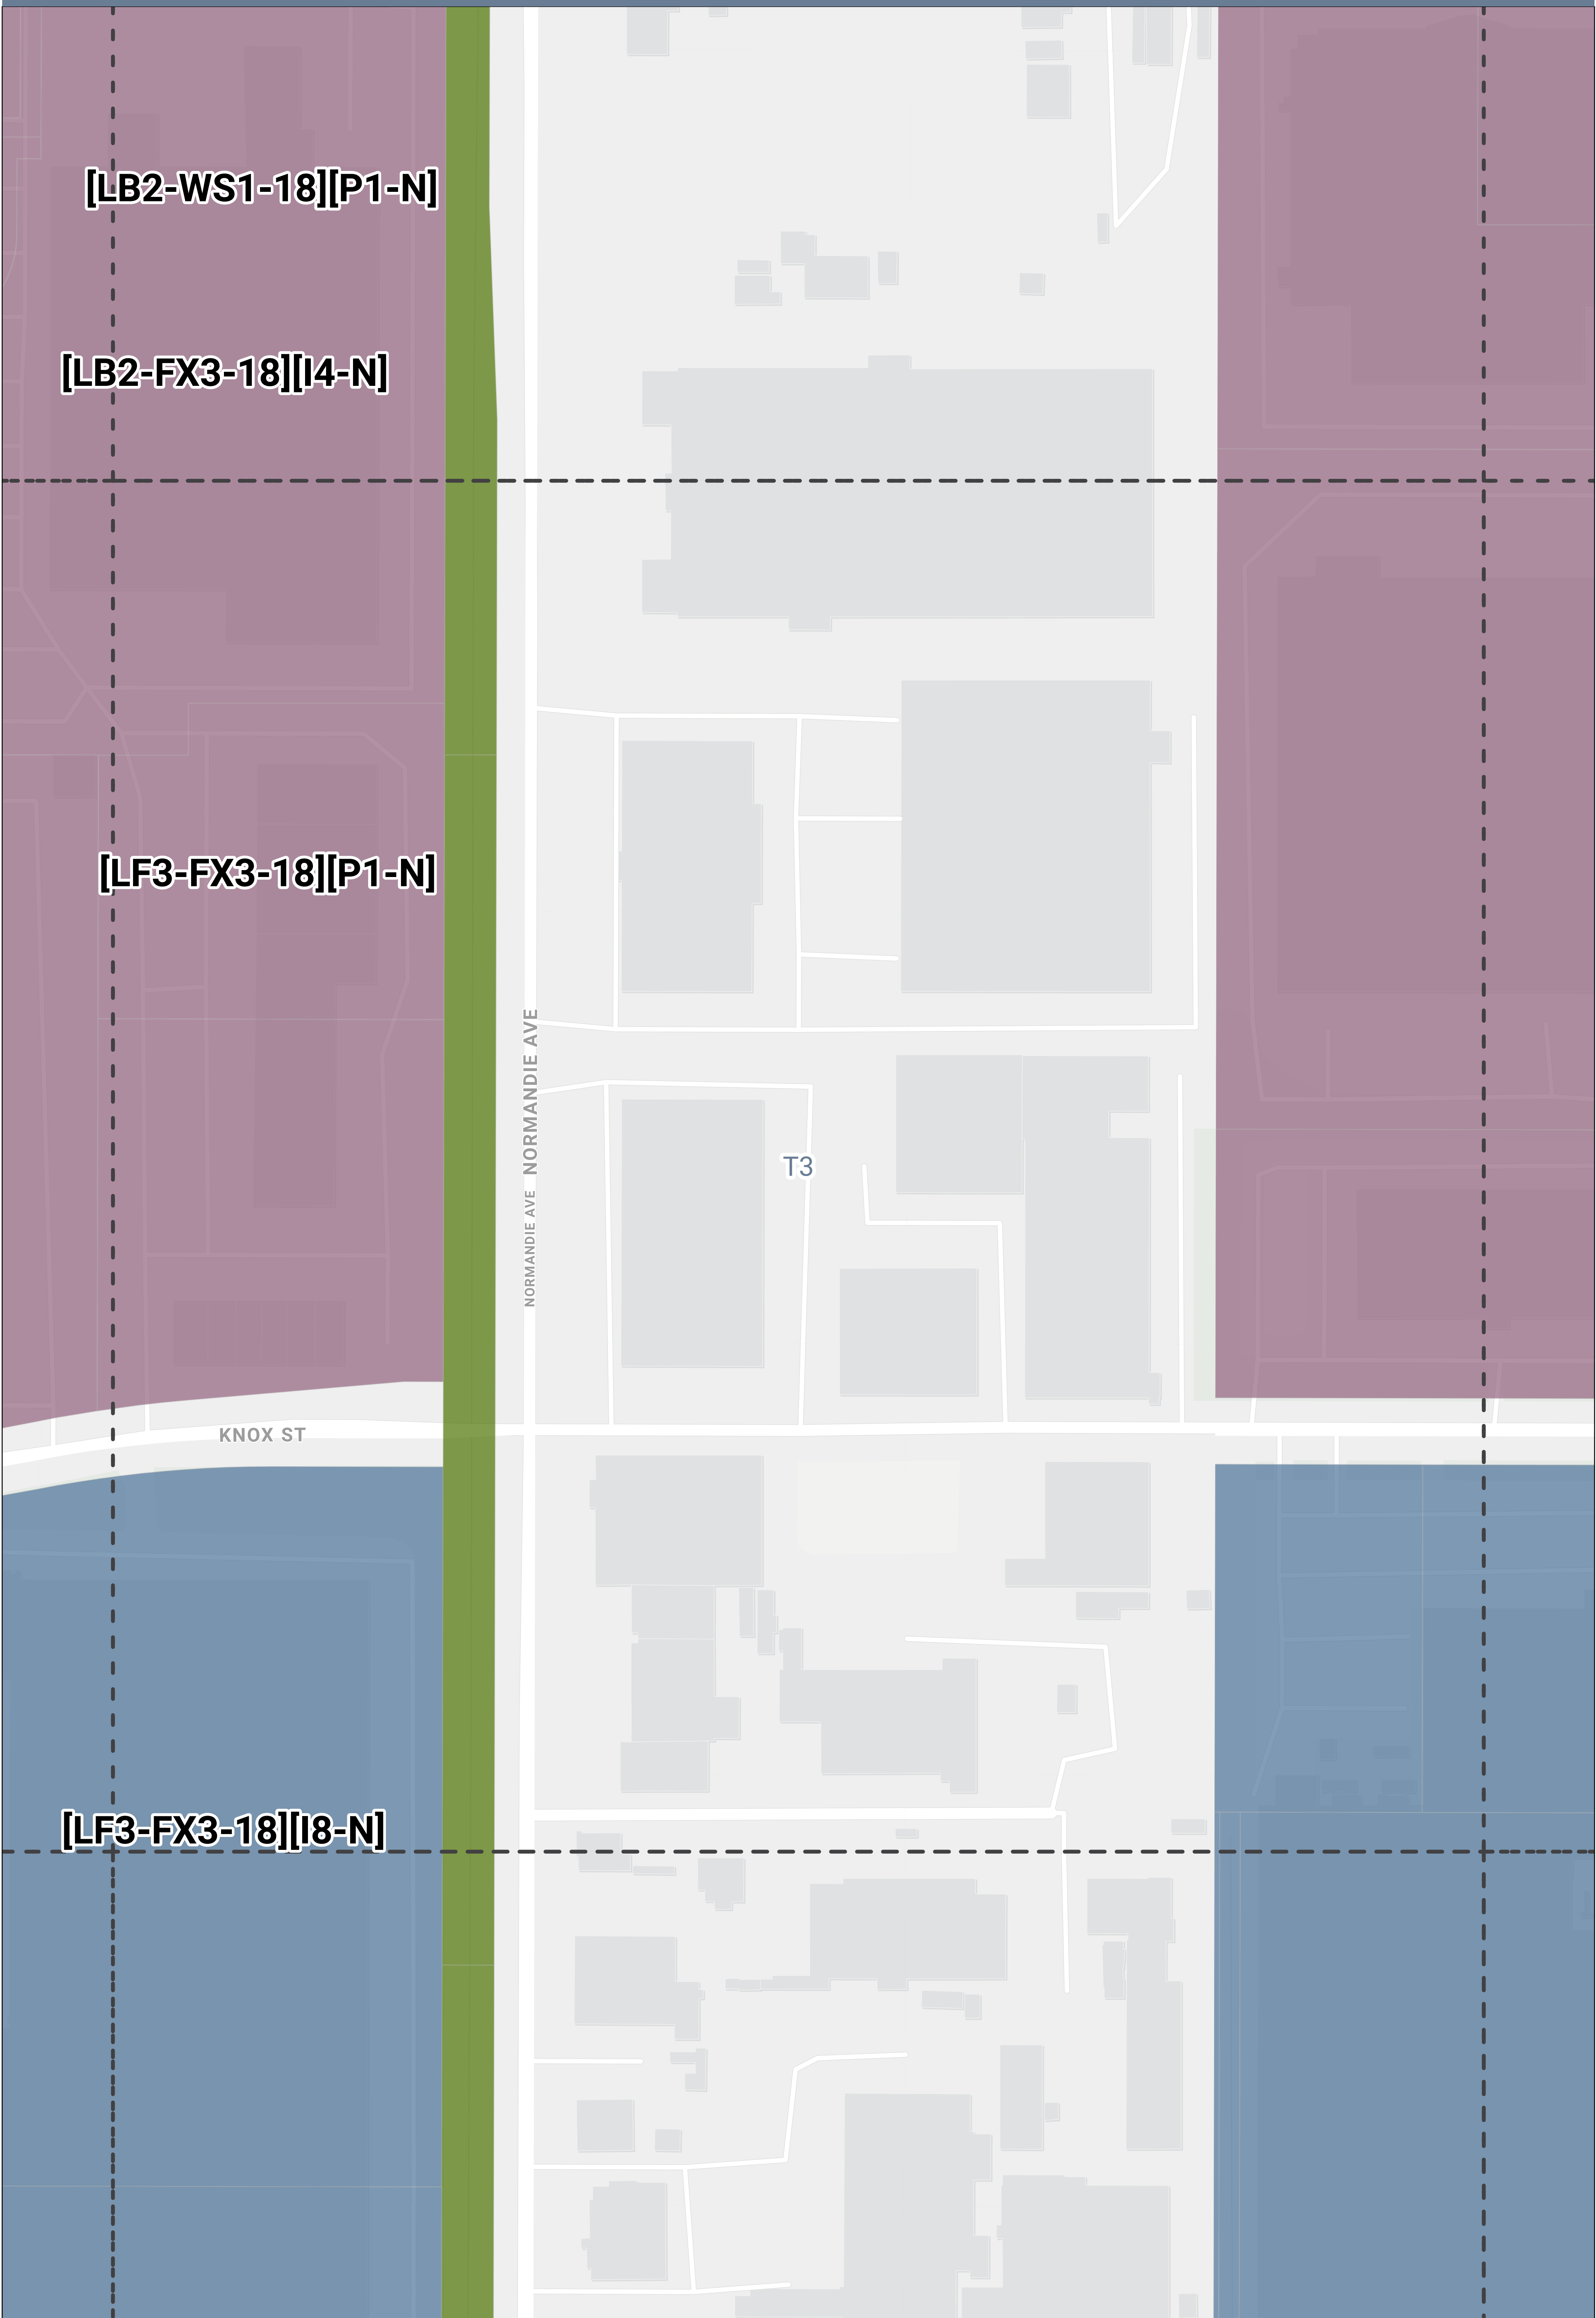 [LB2-WS1-18][P1-N]
[LB2-FX3-18][I4-N]
[LF3-FX3-18][P1-N]
NORMANDIE AVE
T3
NORMANDIE AVE
KNOX ST
[LF3-FX3-18][I8-N]